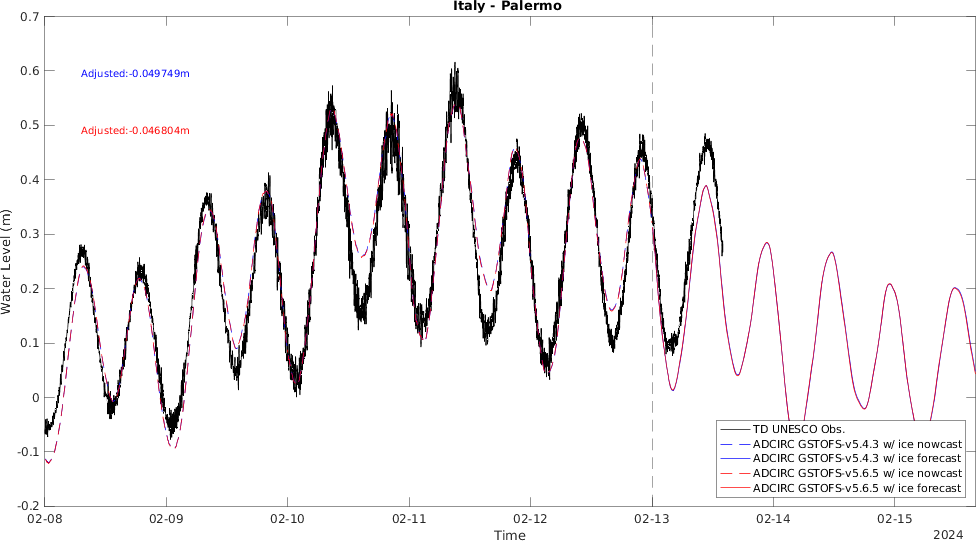 Italy - Palermo
0.7
0.6
0.5
0.4
0.3
0.2
0.1
0
-0.1
-0.2
Water Level (m)
Adjusted:-0.049749m
Adjusted:-0.046804m
TD UNESCO Obs.
ADCIRC GSTOFS-v5.4.3 w/ ice nowcast
ADCIRC GSTOFS-v5.4.3 w/ ice forecast
ADCIRC GSTOFS-v5.6.5 w/ ice nowcast
ADCIRC GSTOFS-v5.6.5 w/ ice forecast
02-08 02-09 02-10 02-11 02-12 02-13 02-14 02-15
Time
2024